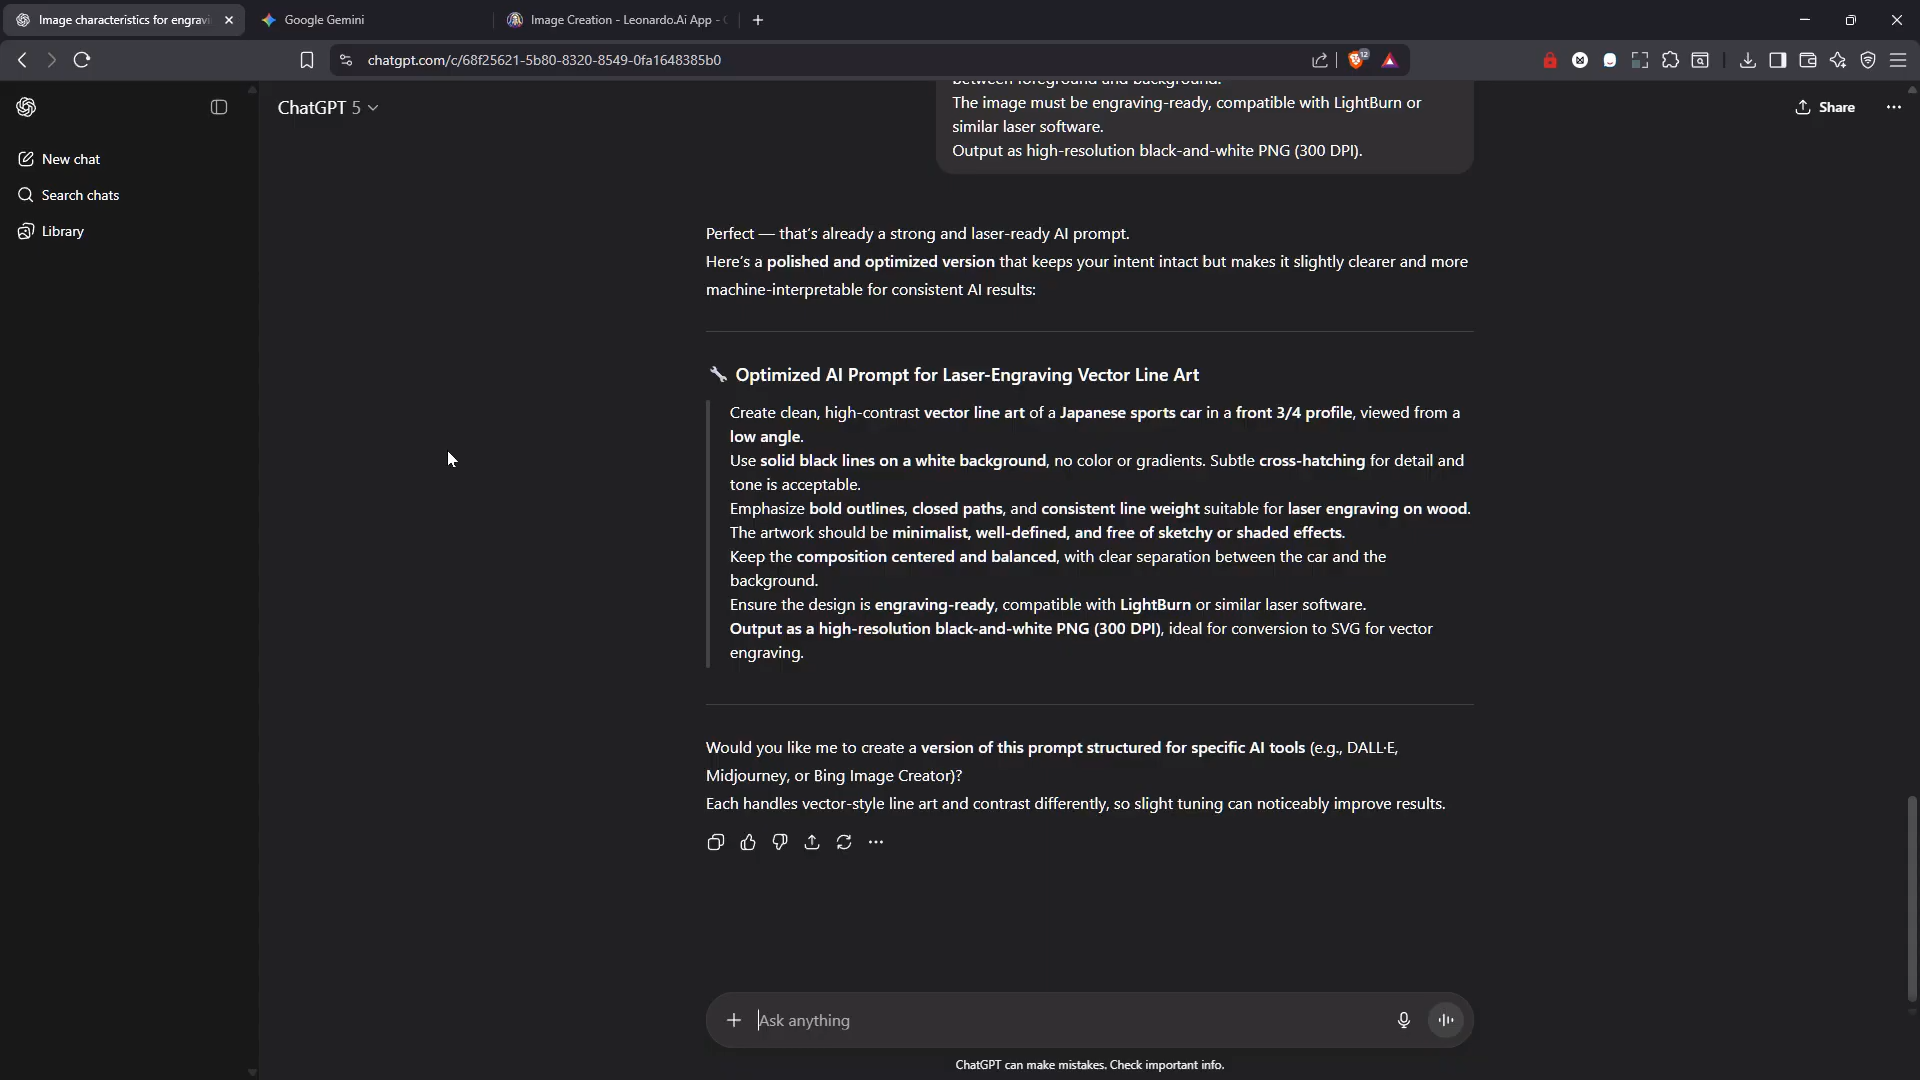 Image characteristics for engravi
Google Gemini
Image Creation - Leonardo.Ai App -
chatgpt.com/c/68f25621-5b80-8320-8549-0fa1648385b0
12
ChatGPT 5
Share
New chat
Search chats
Library
between foreground and background.
The image must be engraving-ready, compatible with LightBurn or
similar laser software.
Output as high-resolution black-and-white PNG (300 DPI).
Perfect — that's already a strong and laser-ready AI prompt.
Here's a polished and optimized version that keeps your intent intact but makes it slightly clearer and more
machine-interpretable for consistent AI results:
Optimized AI Prompt for Laser-Engraving Vector Line Art
Create clean, high-contrast vector line art of a Japanese sports car in a front 3/4 profile, viewed from a
low angle.
Use solid black lines on a white background, no color or gradients. Subtle cross-hatching for detail and
tone is acceptable.
Emphasize bold outlines, closed paths, and consistent line weight suitable for laser engraving on wood.
The artwork should be minimalist, well-defined, and free of sketchy or shaded effects.
Keep the composition centered and balanced, with clear separation between the car and the
background.
Ensure the design is engraving-ready, compatible with LightBurn or similar laser software.
Output as a high-resolution black-and-white PNG (300 DPI), ideal for conversion to SVG for vector
engraving.
Would you like me to create a version of this prompt structured for specific AI tools (e.g., DALL·E,
Midjourney, or Bing Image Creator)?
Each handles vector-style line art and contrast differently, so slight tuning can noticeably improve results.
Ask anything
ChatGPT can make mistakes. Check important info.